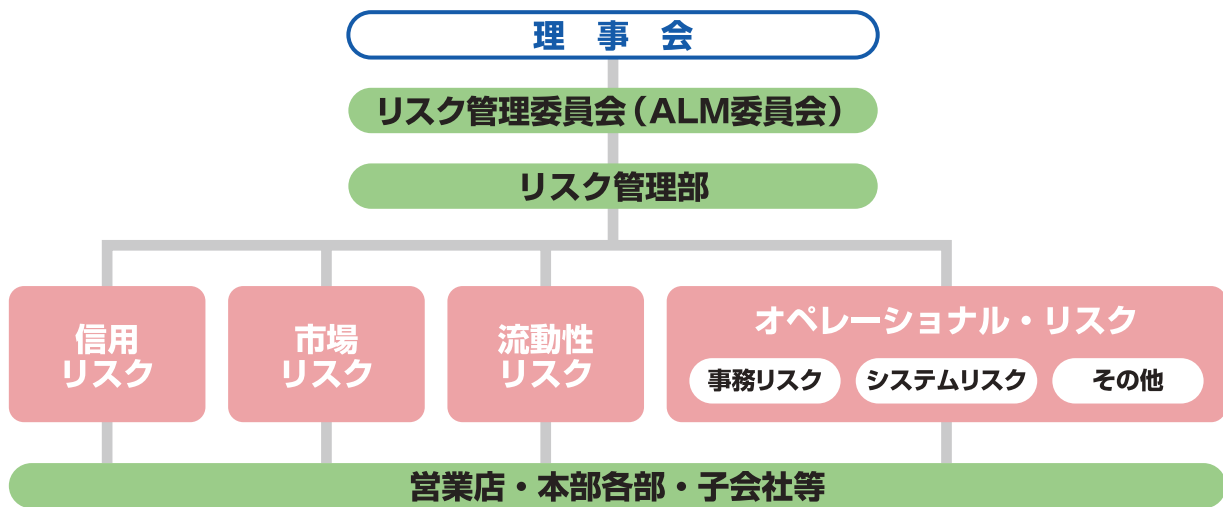 理　事　会
リスク管理委員会（ALM委員会）
リスク管理部
信用
リスク
市場
リスク
流動性
リスク
オペレーショナル・リスク
事務リスク
システムリスク
その他
営業店・本部各部・子会社等